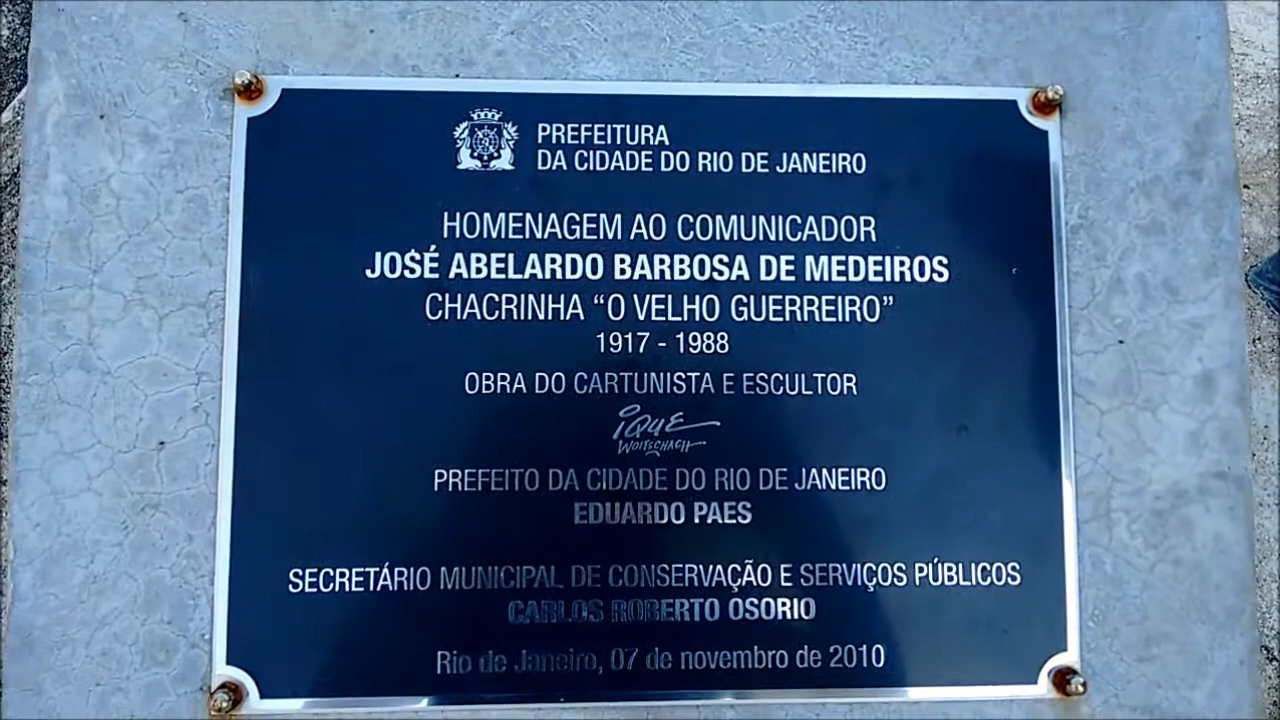 PREFEITURA
DA CIDADE DO RIO DE JANEIRO
HOMENAGEM AO COMUNICADOR
JOSÉ ABELARDO BARBOSA DE MEDEIROS
CHACRINHA “O VELHO GUERREIRO”
1917 - 1988
OBRA DO CARTUNISTA E ESCULTOR
IQUE
WOITSCHACH
PREFEITO DA CIDADE DO RIO DE JANEIRO
EDUARDO PAES
SECRETÁRIO MUNICIPAL DE CONSERVAÇÃO E SERVIÇOS PÚBLICOS
CARLOS ROBERTO OSORIO
Rio de Janeiro, 07 de novembro de 2010